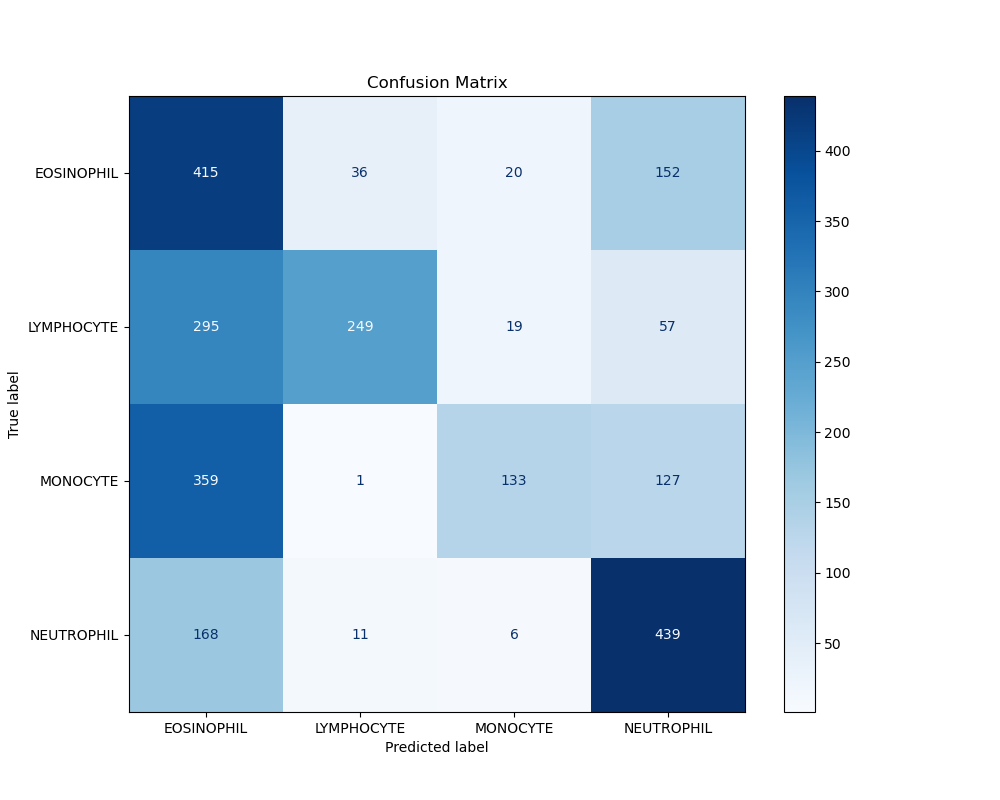 Confusion Matrix
True label
EOSINOPHIL 415 36 20 152
LYMPHOCYTE 295 249 19 57
MONOCYTE 359 1 133 127
NEUTROPHIL 168 11 6 439
EOSINOPHIL LYMPHOCYTE MONOCYTE NEUTROPHIL
Predicted label
400
350
300
250
200
150
100
50